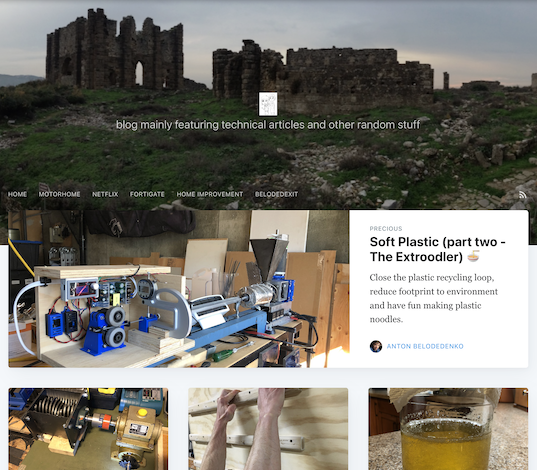 blog mainly featuring technical articles and other random stuff
HOME MOTORHOME NETFLIX FORTIGATE HOME IMPROVEMENT BELODEDEXIT
PRECIOUS
Soft Plastic (part two -
The Extroodler) 🍜
Close the plastic recycling loop,
reduce footprint to environment
and have fun making plastic
noodles.
ANTON BELODEDENKO